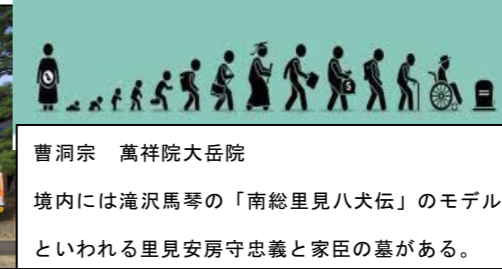 $
曹洞宗　萬祥院大岳院
境内には滝沢馬琴の「南総里見八犬伝」のモデル
といわれる里見安房守忠義と家臣の墓がある。